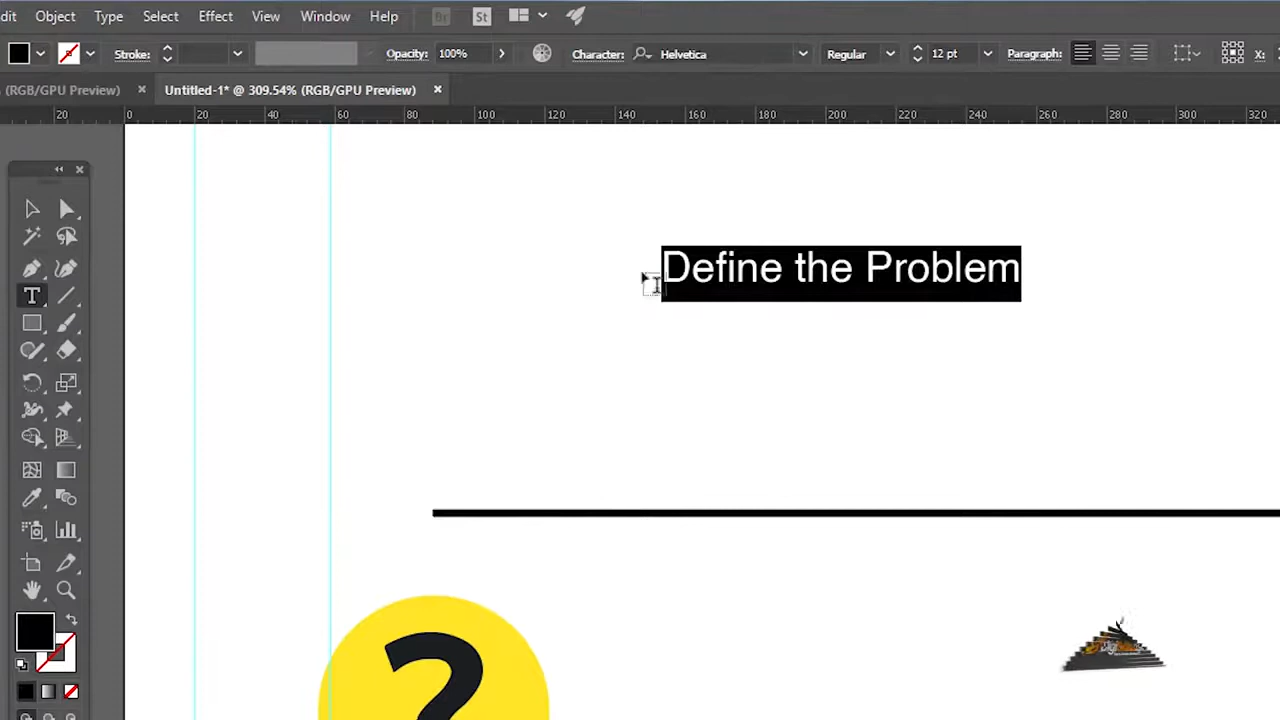 dit Object Type Select Effect View Window Help Br St
Stroke: Opacity: 100% Character: Helvetica Regular 12 pt Paragraph: X:
(RGB/GPU Preview) × Untitled-1* @ 309.54% (RGB/GPU Preview) ×
20 0 20 40 60 80 100 120 140 160 180 200 220 240 260 280 300 320
T
Define the Problem
?